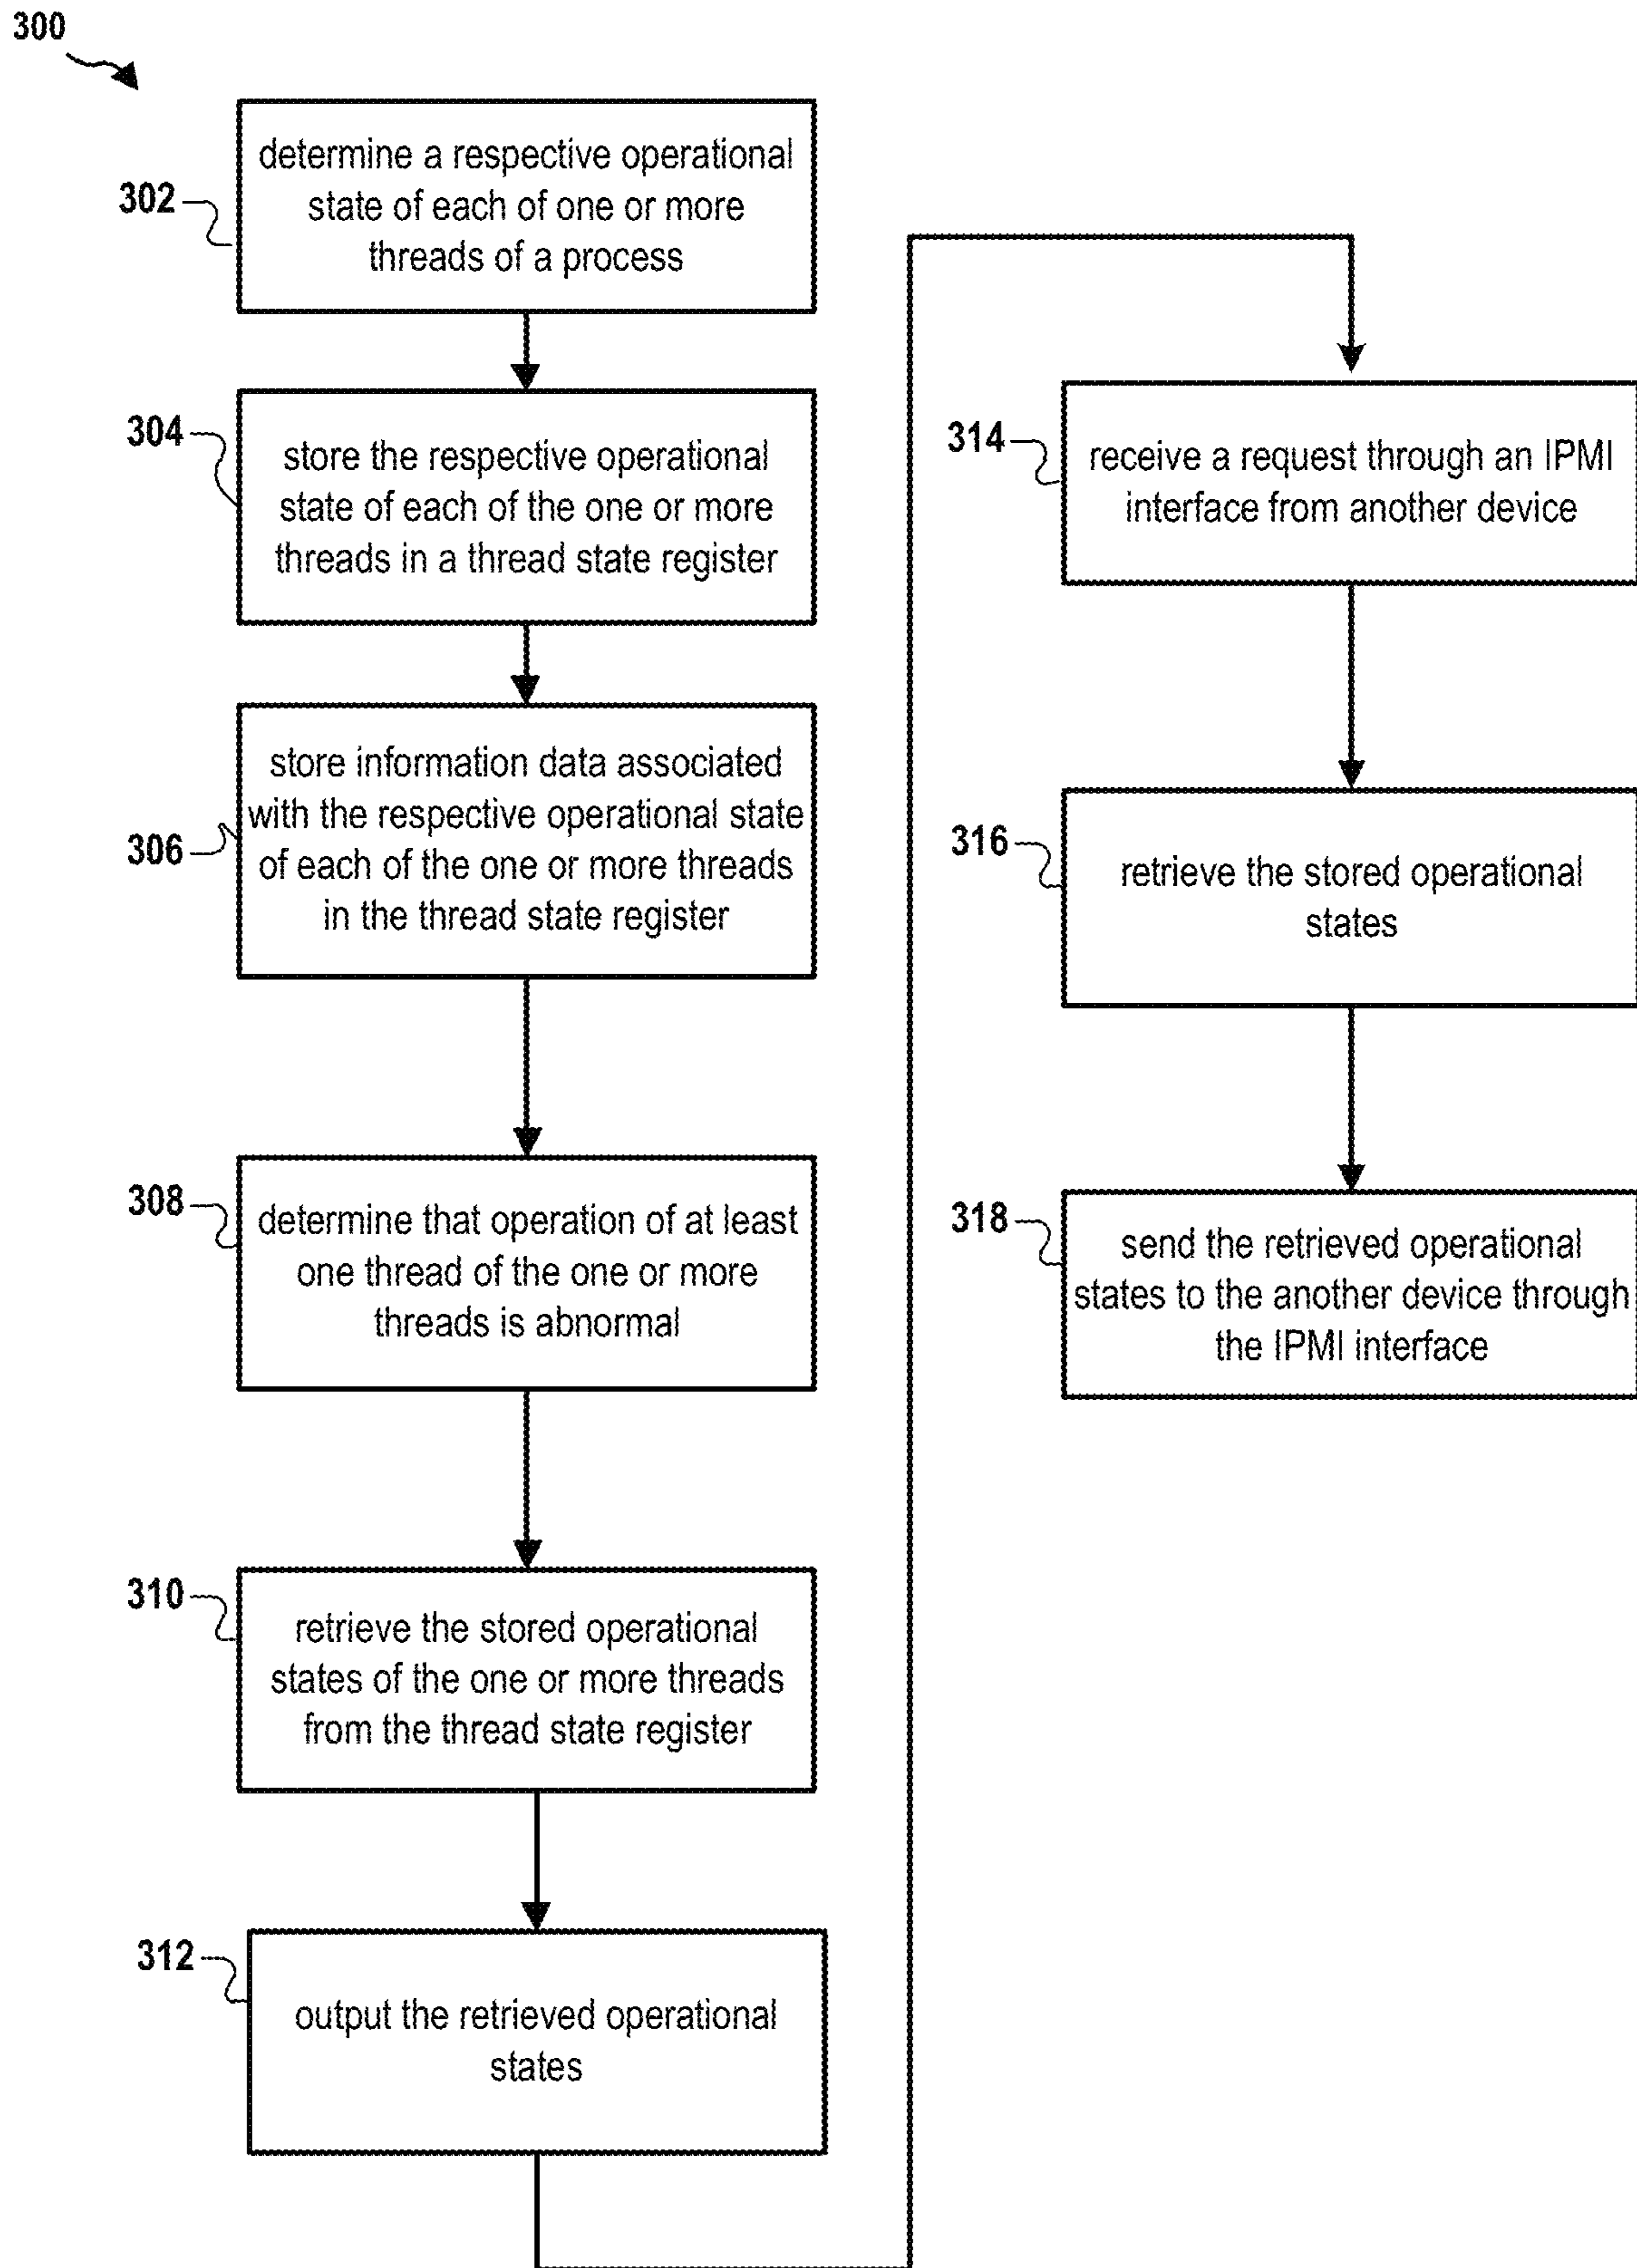 300
302
determine a respective operational
state of each of one or more
threads of a process
304
store the respective operational
state of each of the one or more
threads in a thread state register
306
store information data associated
with the respective operational state
of each of the one or more threads
in the thread state register
308
determine that operation of at least
one thread of the one or more
threads is abnormal
310
retrieve the stored operational
states of the one or more threads
from the thread state register
312
output the retrieved operational
states
314
receive a request through an IPMI
interface from another device
316
retrieve the stored operational
states
318
send the retrieved operational
states to the another device through
the IPMI interface